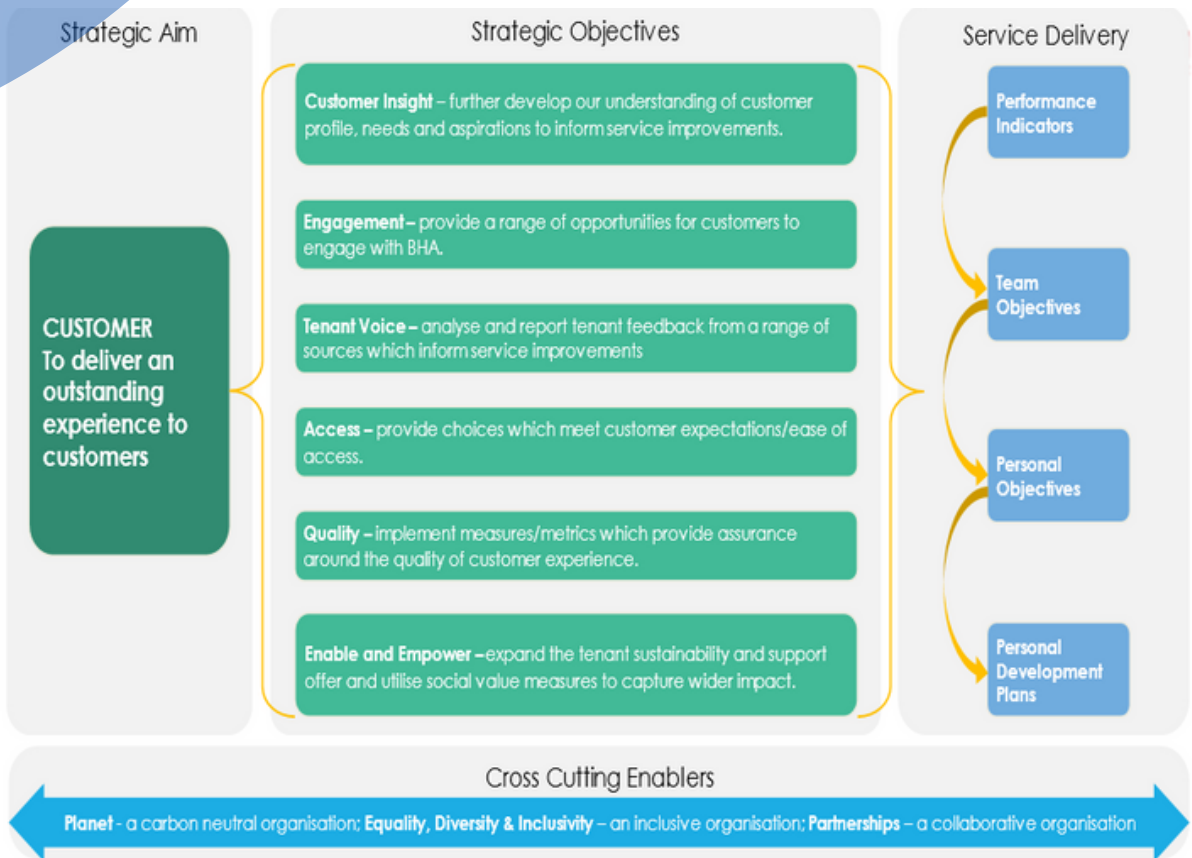 Strategic Aim
CUSTOMER
To deliver an
outstanding
experience to
customers
Strategic Objectives
Customer Insight – further develop our understanding of customer
profile, needs and aspirations to inform service improvements.
Engagement – provide a range of opportunities for customers to
engage with BHA.
Tenant Voice – analyse and report tenant feedback from a range of
sources which inform service improvements
Access – provide choices which meet customer expectations/ease of
access.
Quality – implement measures/metrics which provide assurance
around the quality of customer experience.
Enable and Empower – expand the tenant sustainability and support
offer and utilise social value measures to capture wider impact.
Service Delivery
Performance
Indicators
Team
Objectives
Personal
Objectives
Personal
Development
Plans
Cross Cutting Enablers
Planet - a carbon neutral organisation; Equality, Diversity & Inclusivity – an inclusive organisation; Partnerships – a collaborative organisation